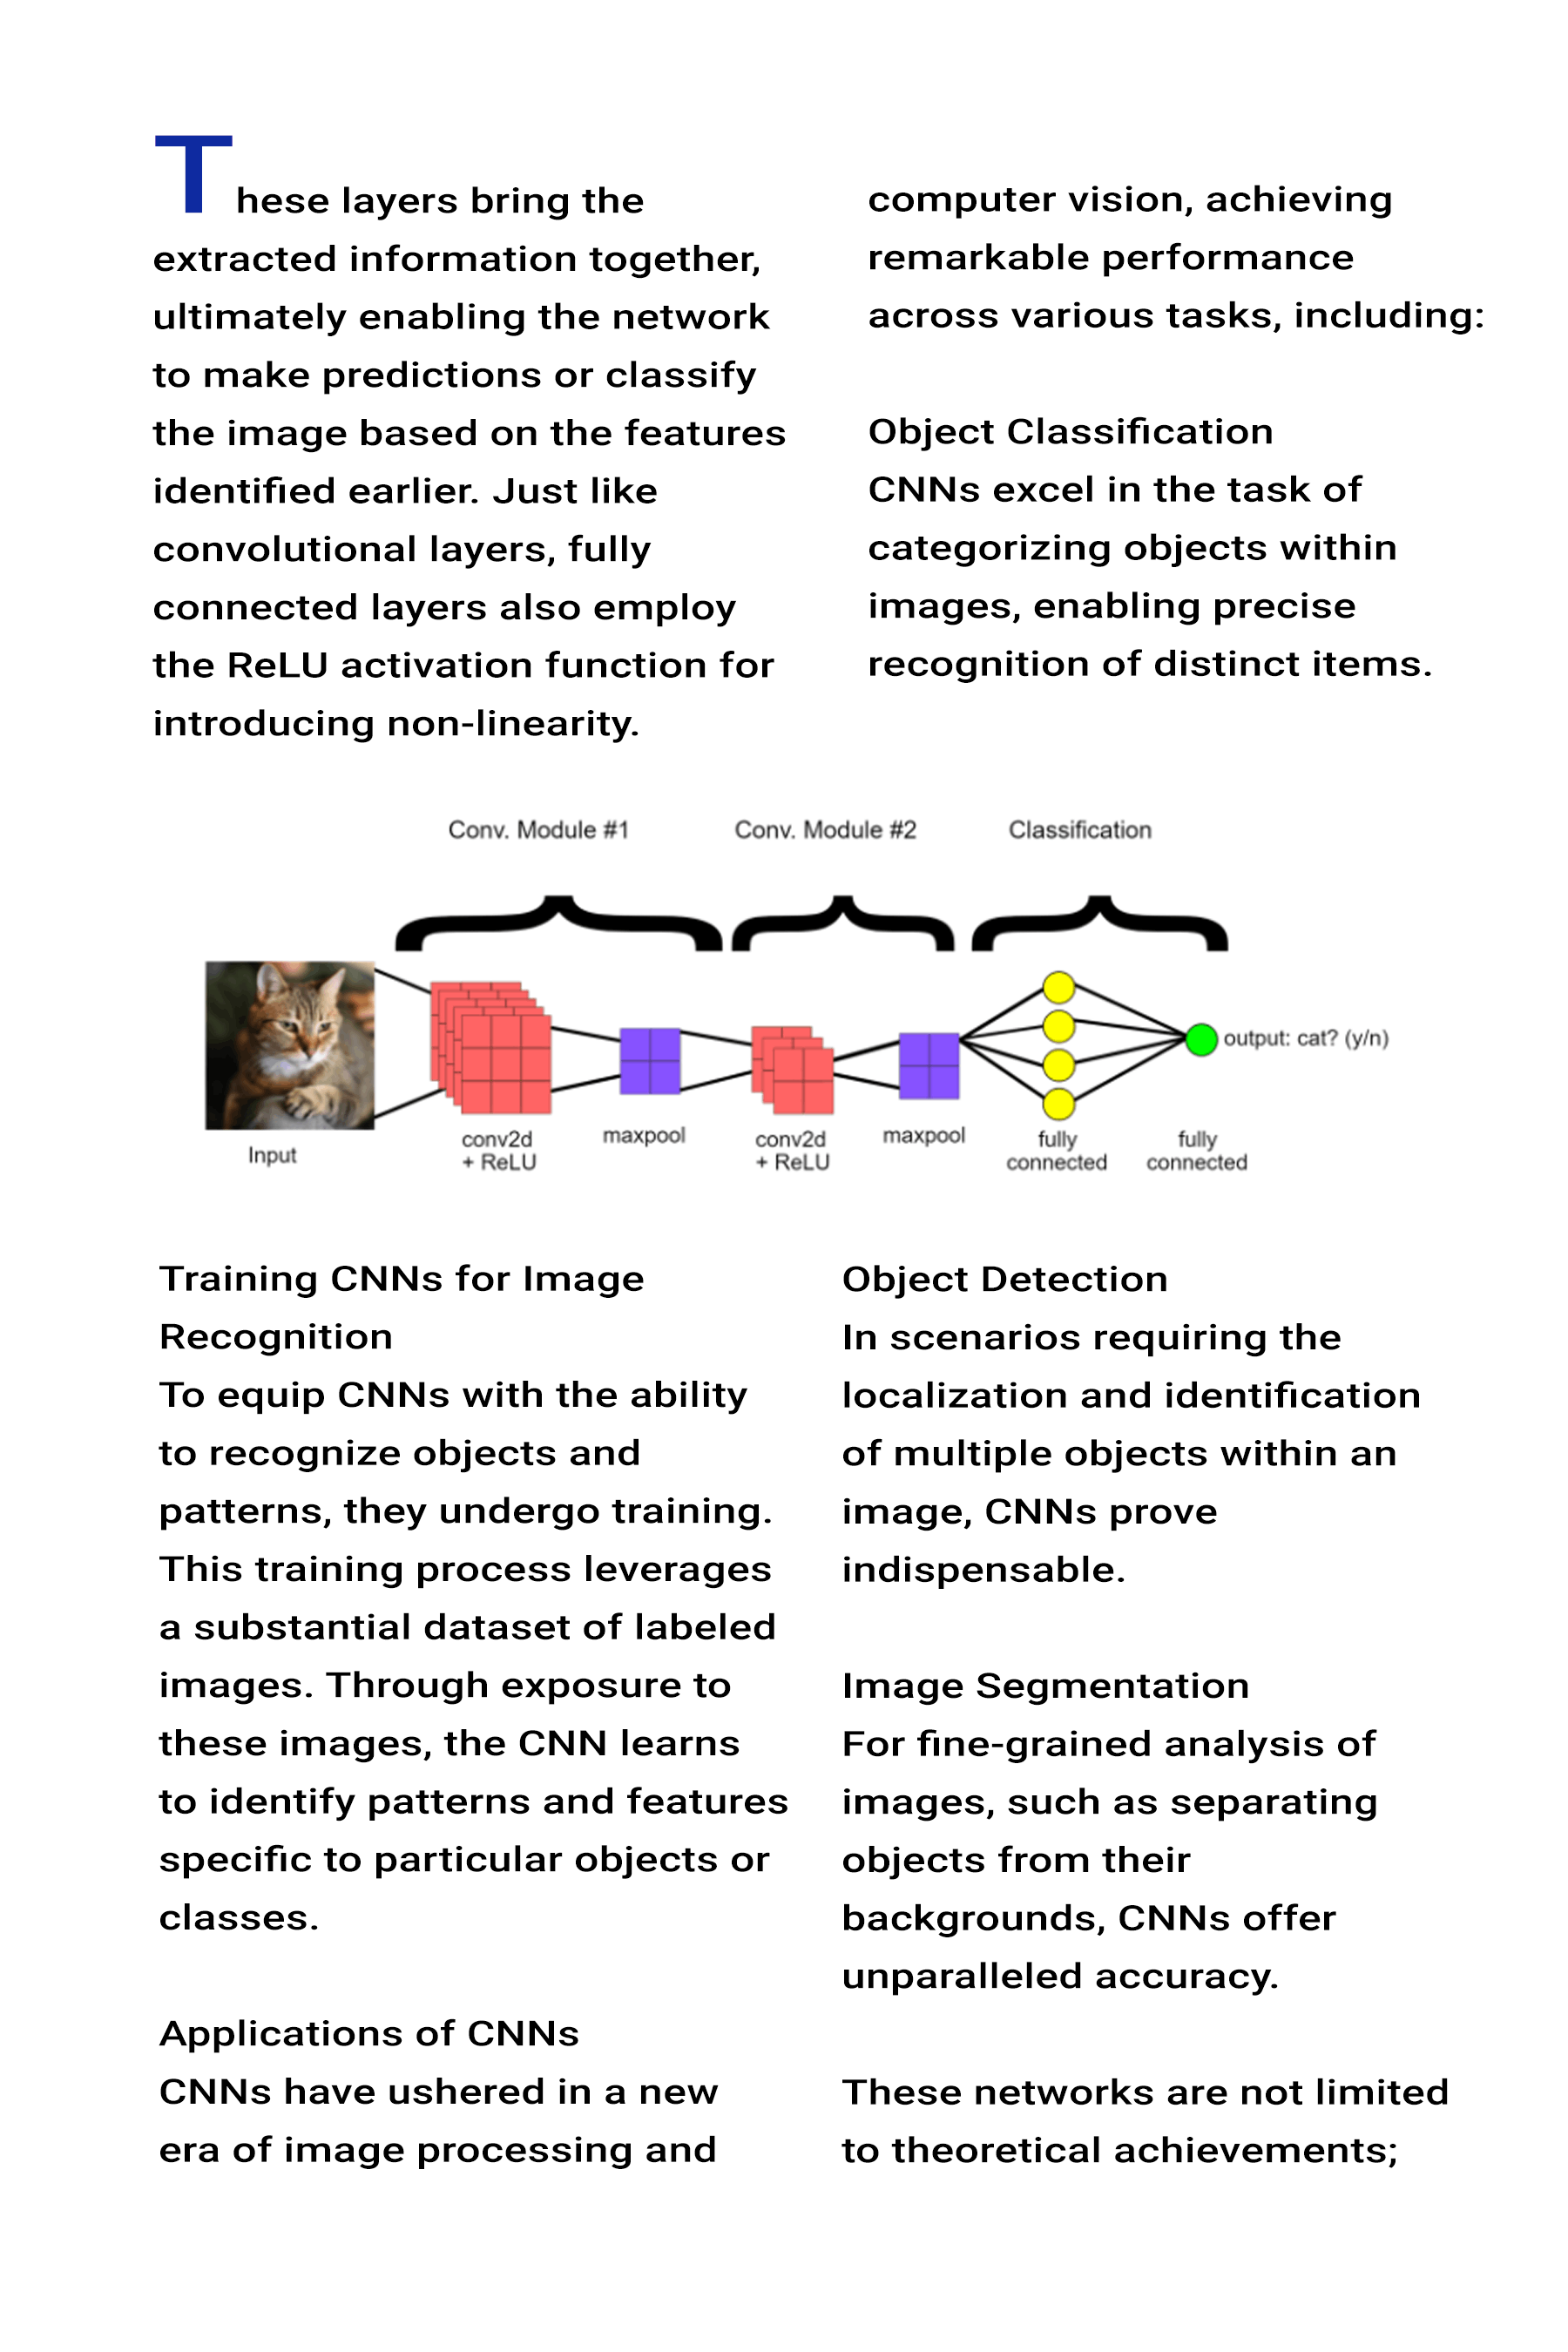 These layers bring the
extracted information together,
ultimately enabling the network
to make predictions or classify
the image based on the features
identified earlier. Just like
convolutional layers, fully
connected layers also employ
the ReLU activation function for
introducing non-linearity.
computer vision, achieving
remarkable performance
across various tasks, including:
Object Classification
CNNs excel in the task of
categorizing objects within
images, enabling precise
recognition of distinct items.
Conv. Module #1
Conv. Module #2
Classification
output: cat? (y/n)
Input
conv2d
+ ReLU
maxpool
conv2d
+ ReLU
maxpool
fully
connected
fully
connected
Training CNNs for Image
Recognition
To equip CNNs with the ability
to recognize objects and
patterns, they undergo training.
This training process leverages
a substantial dataset of labeled
images. Through exposure to
these images, the CNN learns
to identify patterns and features
specific to particular objects or
classes.
Applications of CNNs
CNNs have ushered in a new
era of image processing and
Object Detection
In scenarios requiring the
localization and identification
of multiple objects within an
image, CNNs prove
indispensable.
Image Segmentation
For fine-grained analysis of
images, such as separating
objects from their
backgrounds, CNNs offer
unparalleled accuracy.
These networks are not limited
to theoretical achievements;